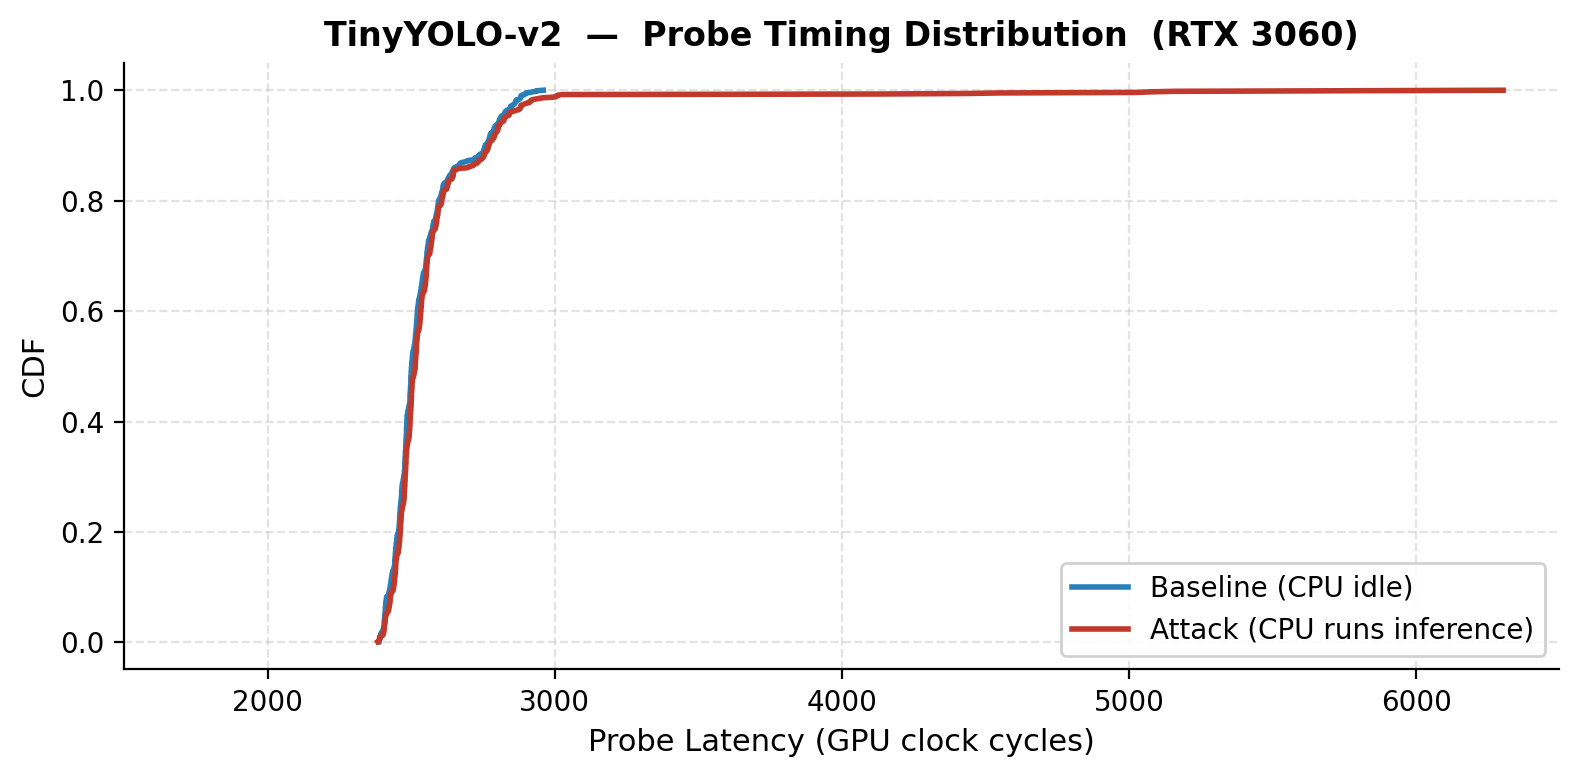 TinyYOLO-v2 — Probe Timing Distribution (RTX 3060)
CDF
1.0
0.8
0.6
0.4
0.2
0.0
Baseline (CPU idle)
Attack (CPU runs inference)
2000 3000 4000 5000 6000
Probe Latency (GPU clock cycles)